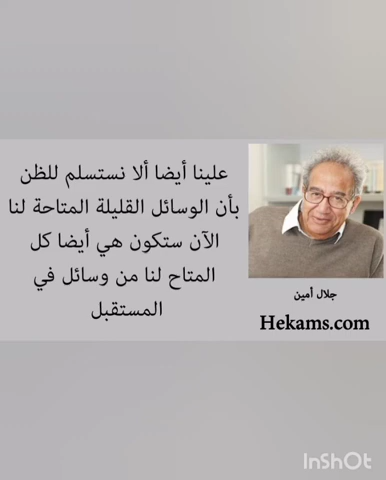 علينا أيضا ألا نستسلم للظن
بأن الوسائل القليلة المتاحة لنا
الآن ستكون هي أيضا كل
المتاح لنا من وسائل في
المستقبل
جلال أمين
Hekams.com
InShOt